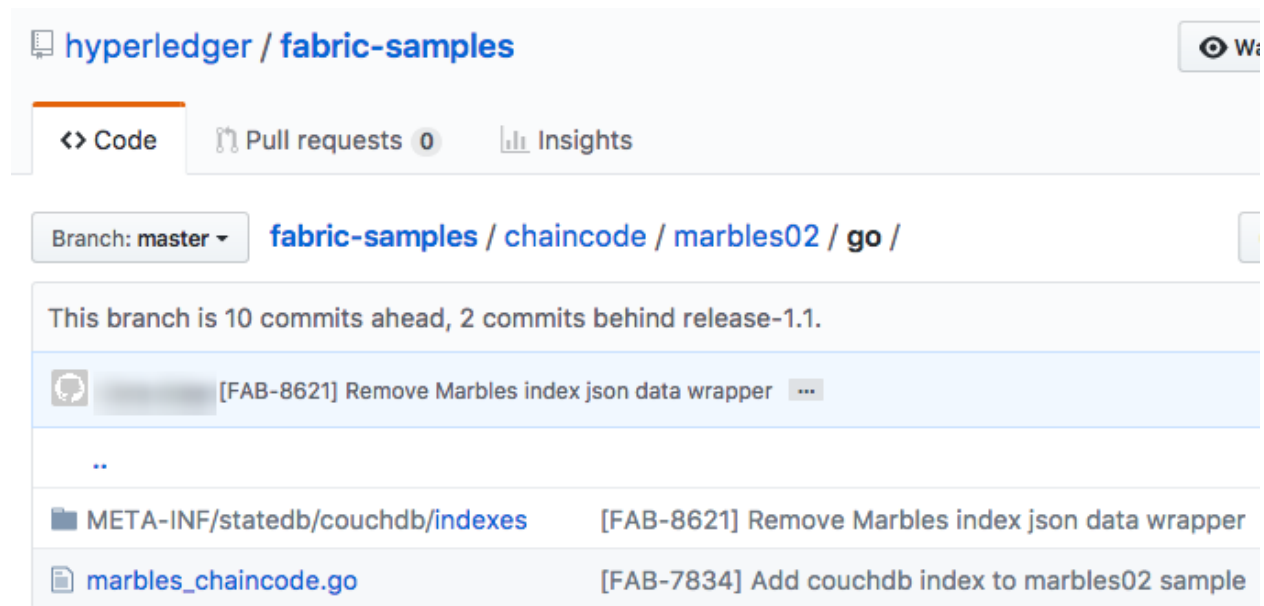 hyperledger / fabric-samples
Code Pull requests 0 Insights
Branch: master fabric-samples / chaincode / marbles02 / go /
This branch is 10 commits ahead, 2 commits behind release-1.1.
[FAB-8621] Remove Marbles index json data wrapper ...
..
META-INF/statedb/couchdb/indexes [FAB-8621] Remove Marbles index json data wrapper
marbles_chaincode.go [FAB-7834] Add couchdb index to marbles02 sample